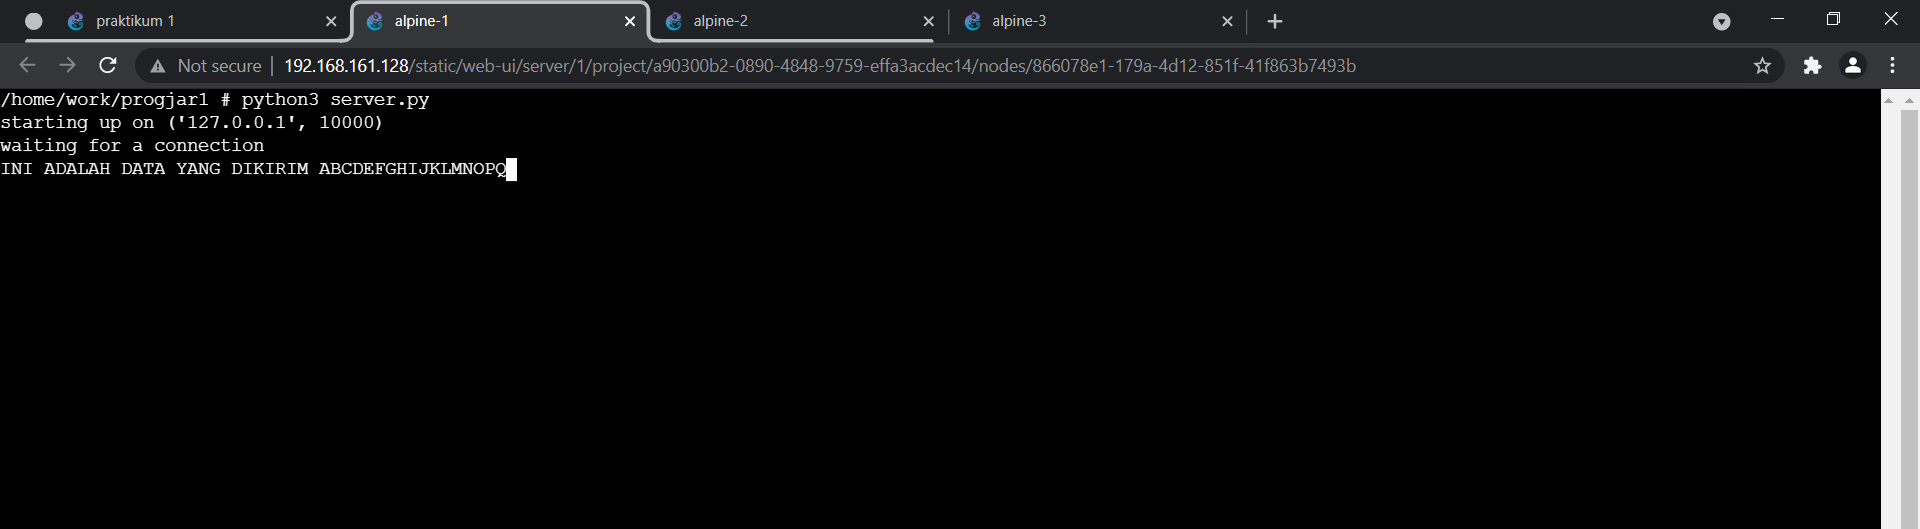 praktikum 1
alpine-1
alpine-2
alpine-3
Not secure | 192.168.161.128/static/web-ui/server/1/project/a90300b2-0890-4848-9759-effa3acdec14/nodes/866078e1-179a-4d12-851f-41f863b7493b
/home/work/progjar1 # python3 server.py
starting up on ('127.0.0.1', 10000)
waiting for a connection
INI ADALAH DATA YANG DIKIRIM ABCDEFGHIJKLMNOPQ